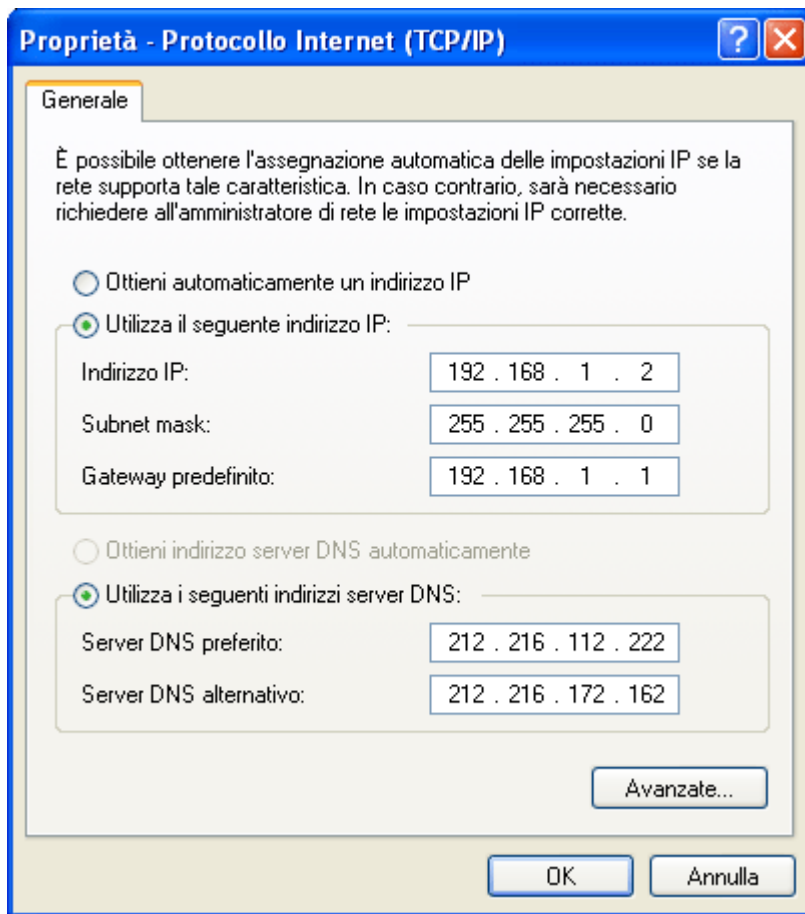 Proprietà - Protocollo Internet (TCP/IP)
Generale
È possibile ottenere l'assegnazione automatica delle impostazioni IP se la
rete supporta tale caratteristica. In caso contrario, sarà necessario
richiedere all'amministratore di rete le impostazioni IP corrette.
Ottieni automaticamente un indirizzo IP
Utilizza il seguente indirizzo IP:
Indirizzo IP: 192 . 168 . 1 . 2
Subnet mask: 255 . 255 . 255 . 0
Gateway predefinito: 192 . 168 . 1 . 1
Ottieni indirizzo server DNS automaticamente
Utilizza i seguenti indirizzi server DNS:
Server DNS preferito: 212 . 216 . 112 . 222
Server DNS alternativo: 212 . 216 . 172 . 162
Avanzate...
OK Annulla